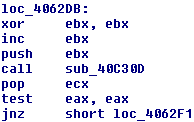 loc_4062DB:
xor ebx, ebx
inc ebx
push ebx
call sub_40C30D
pop ecx
test eax, eax
jnz short loc_4062F1